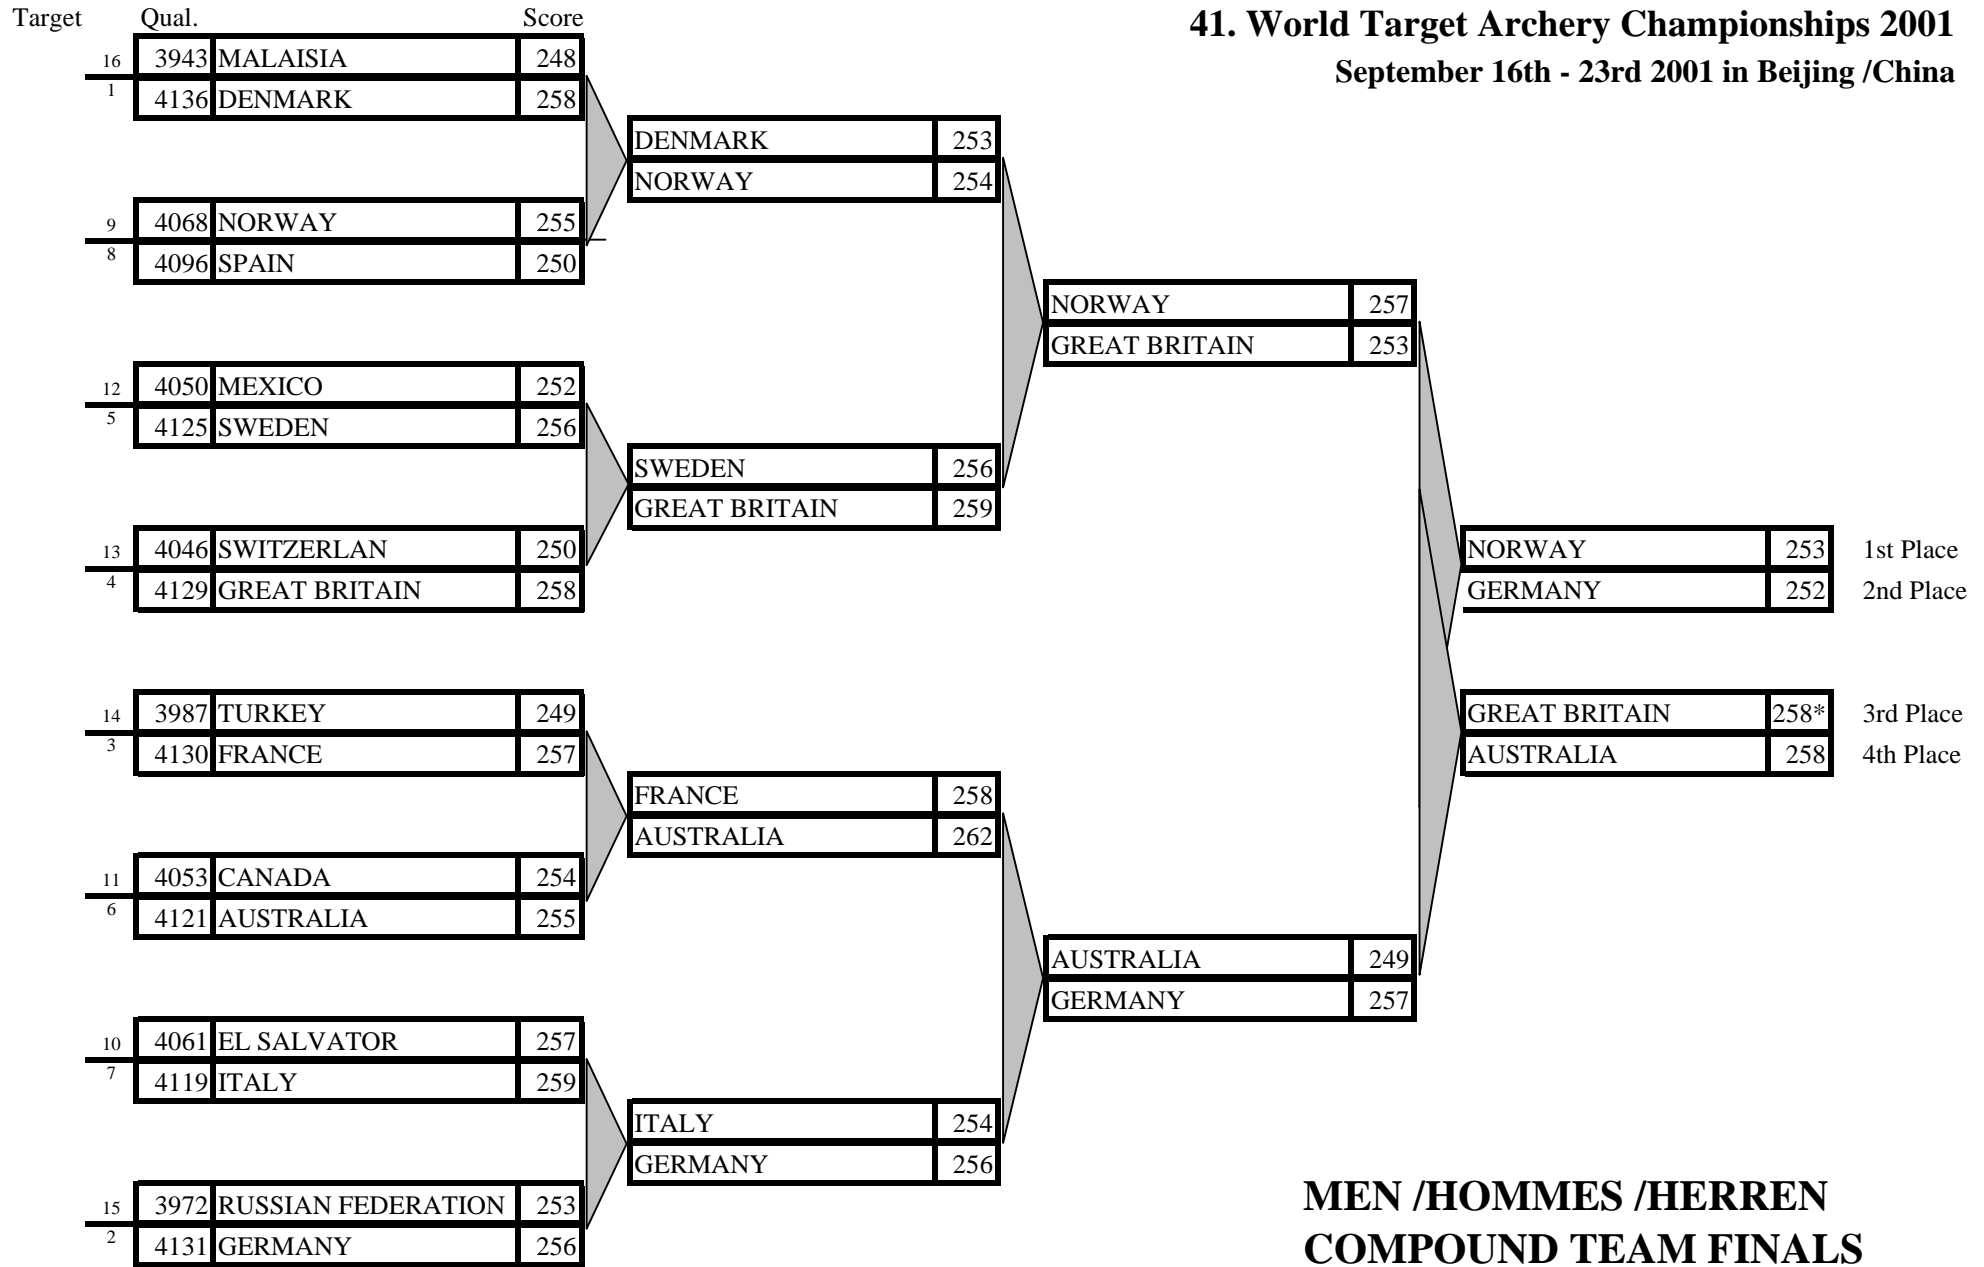 Target Qual. Score
41. World Target Archery Championships 2001
September 16th - 23rd 2001 in Beijing /China
16 3943 MALAISIA 248
1 4136 DENMARK 258
9 4068 NORWAY 255
8 4096 SPAIN 250
12 4050 MEXICO 252
5 4125 SWEDEN 256
13 4046 SWITZERLAN 250
4 4129 GREAT BRITAIN 258
14 3987 TURKEY 249
3 4130 FRANCE 257
11 4053 CANADA 254
6 4121 AUSTRALIA 255
10 4061 EL SALVATOR 257
7 4119 ITALY 259
15 3972 RUSSIAN FEDERATION 253
2 4131 GERMANY 256
DENMARK 253
NORWAY 254
SWEDEN 256
GREAT BRITAIN 259
FRANCE 258
AUSTRALIA 262
ITALY 254
GERMANY 256
NORWAY 257
GREAT BRITAIN 253
AUSTRALIA 249
GERMANY 257
NORWAY 253 1st Place
GERMANY 252 2nd Place
GREAT BRITAIN 258* 3rd Place
AUSTRALIA 258 4th Place
MEN /HOMMES /HERREN
COMPOUND TEAM FINALS